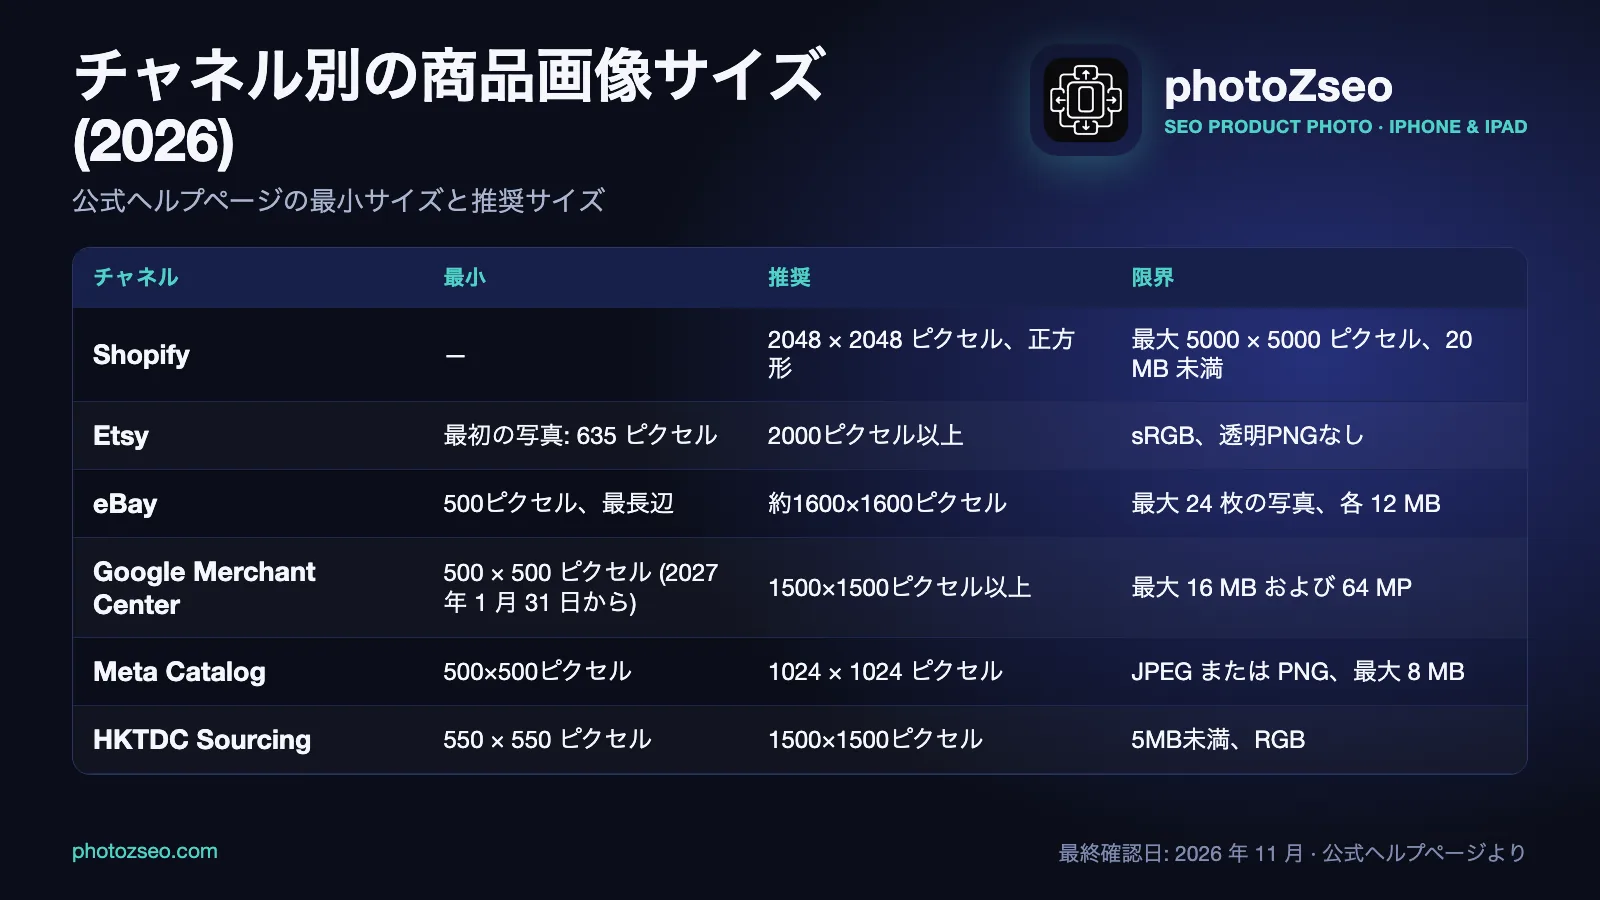 チャネル別の商品画像サイズ
(2026)
公式ヘルプページの最小サイズと推奨サイズ
photoZseo
SEO PRODUCT PHOTO · IPHONE & IPAD
チャネル 最小 推奨 限界
Shopify — 2048 × 2048 ピクセル、正方形 最大 5000 × 5000 ピクセル、20 MB 未満
Etsy 最初の写真: 635 ピクセル 2000ピクセル以上 sRGB、透明PNGなし
eBay 500ピクセル、最長辺 約1600×1600ピクセル 最大 24 枚の写真、各 12 MB
Google Merchant Center 500 × 500 ピクセル (2027 年 1 月 31 日から) 1500×1500ピクセル以上 最大 16 MB および 64 MP
Meta Catalog 500×500ピクセル 1024 × 1024 ピクセル JPEG または PNG、最大 8 MB
HKTDC Sourcing 550 × 550 ピクセル 1500×1500ピクセル 5MB未満、RGB
photozseo.com
最終確認日: 2026 年 11 月 · 公式ヘルプページより